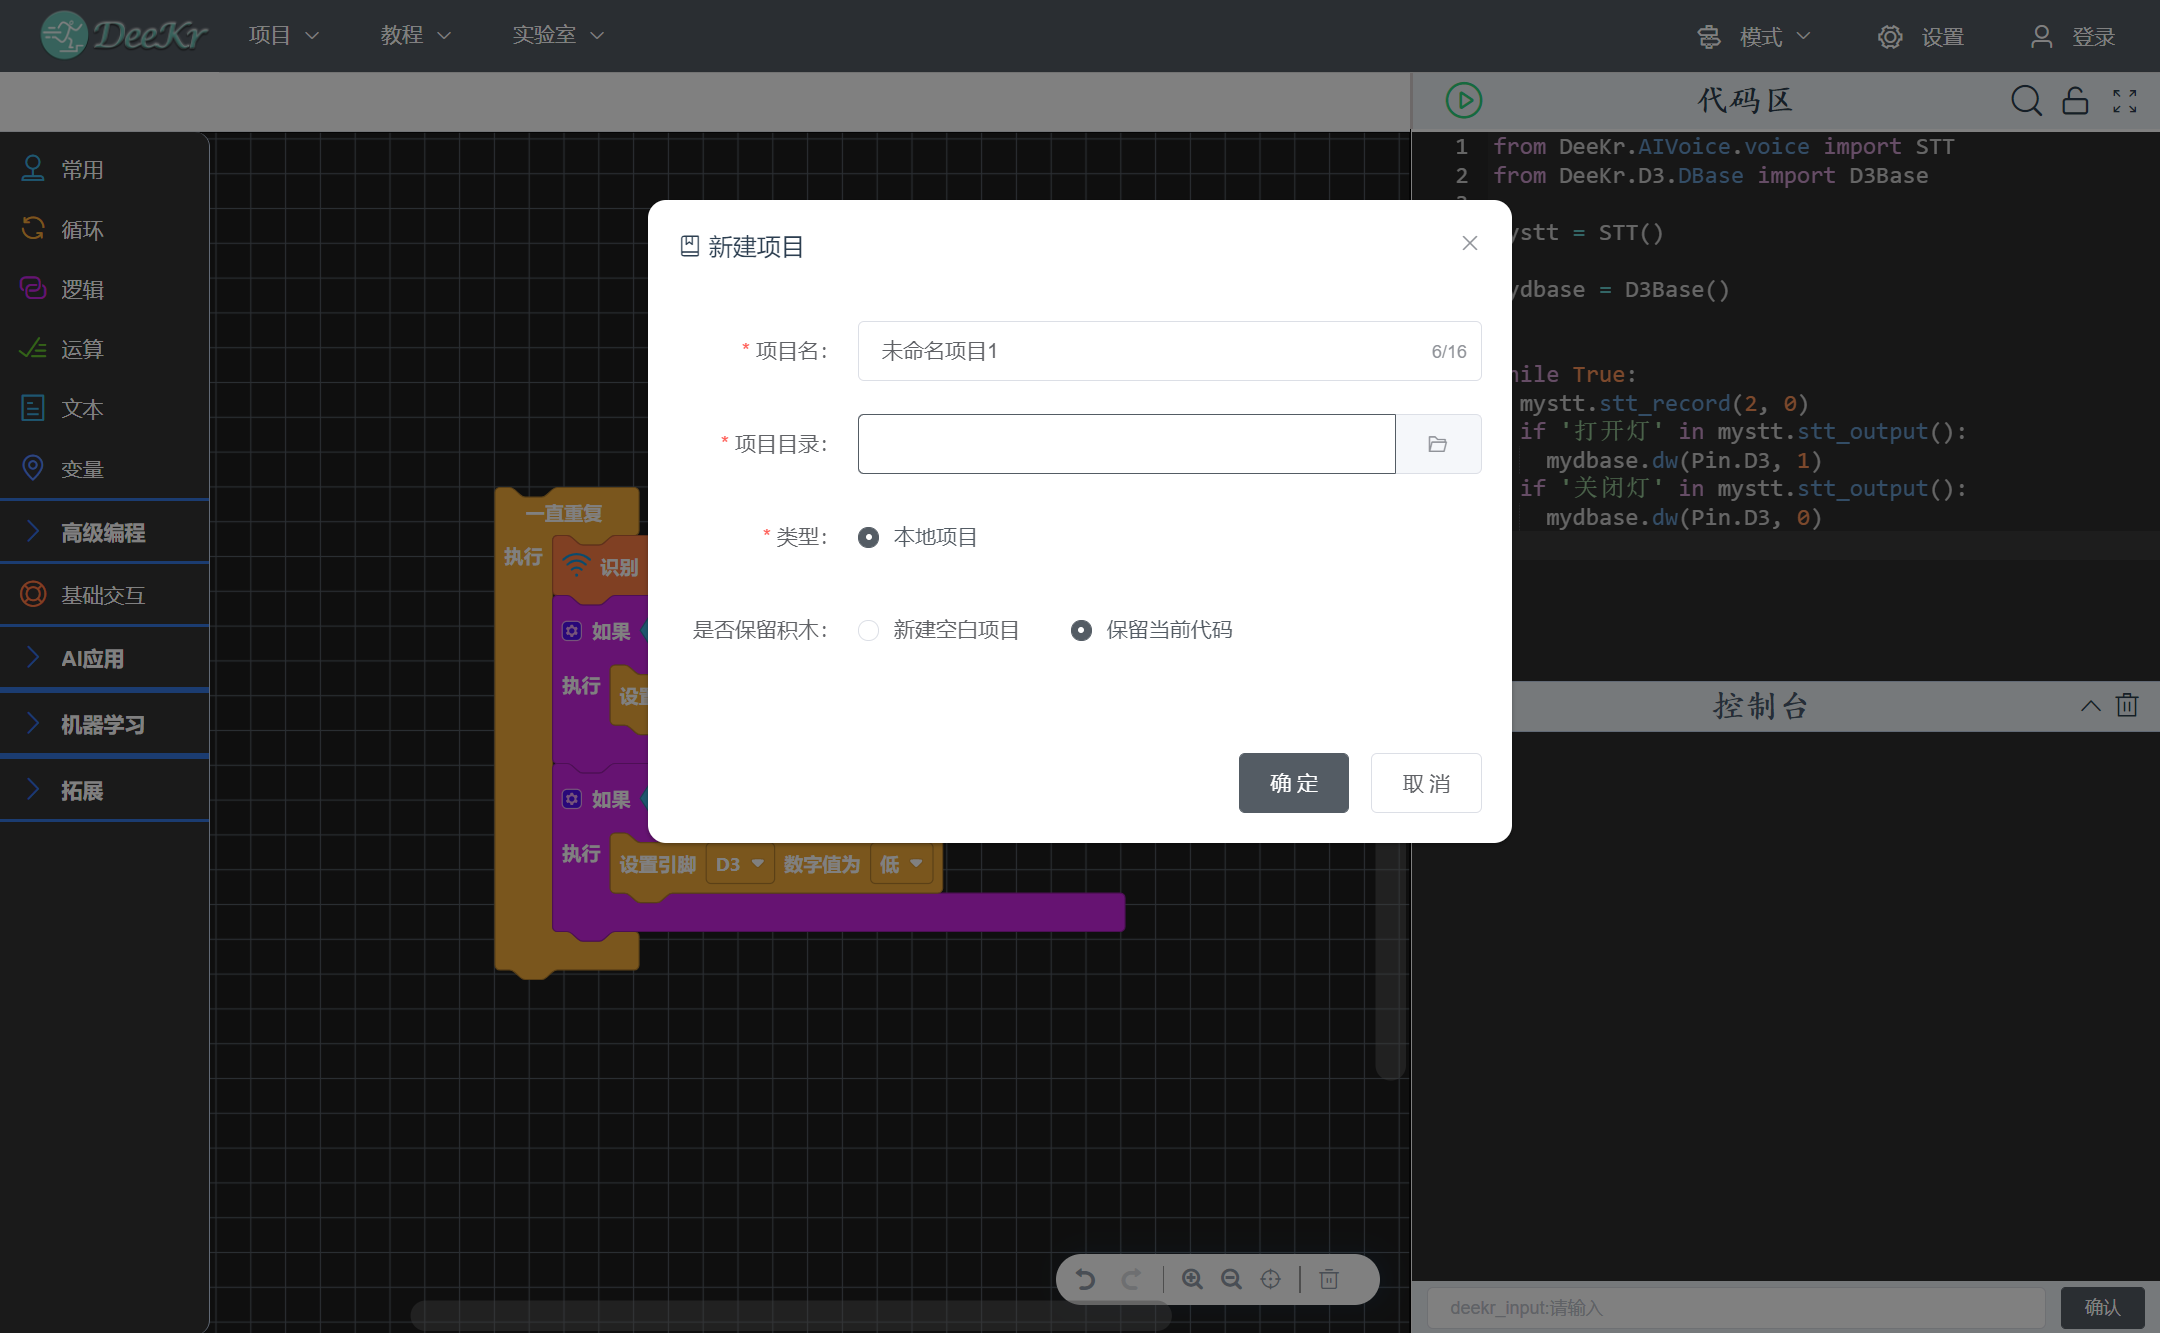 DeeKr 项目 教程 实验室 模式 设置 登录
代码区
常用
循环
逻辑
运算
文本
变量
高级编程
基础交互
AI应用
机器学习
拓展
一直重复
执行 识别
如果
执行
如果
执行 设置引脚 D3 数字值为 低
新建项目
* 项目名: 未命名项目1 6/16
* 项目目录:
* 类型: 本地项目
是否保留积木: 新建空白项目 保留当前代码
确定 取消
1 from DeeKr.AIVoice.voice import STT
2 from DeeKr.D3.DBase import D3Base
ystt = STT()
ydbase = D3Base()
hile True:
mystt.stt_record(2, 0)
if '打开灯' in mystt.stt_output():
mydbase.dw(Pin.D3, 1)
if '关闭灯' in mystt.stt_output():
mydbase.dw(Pin.D3, 0)
控制台
deekr_input:请输入 确认